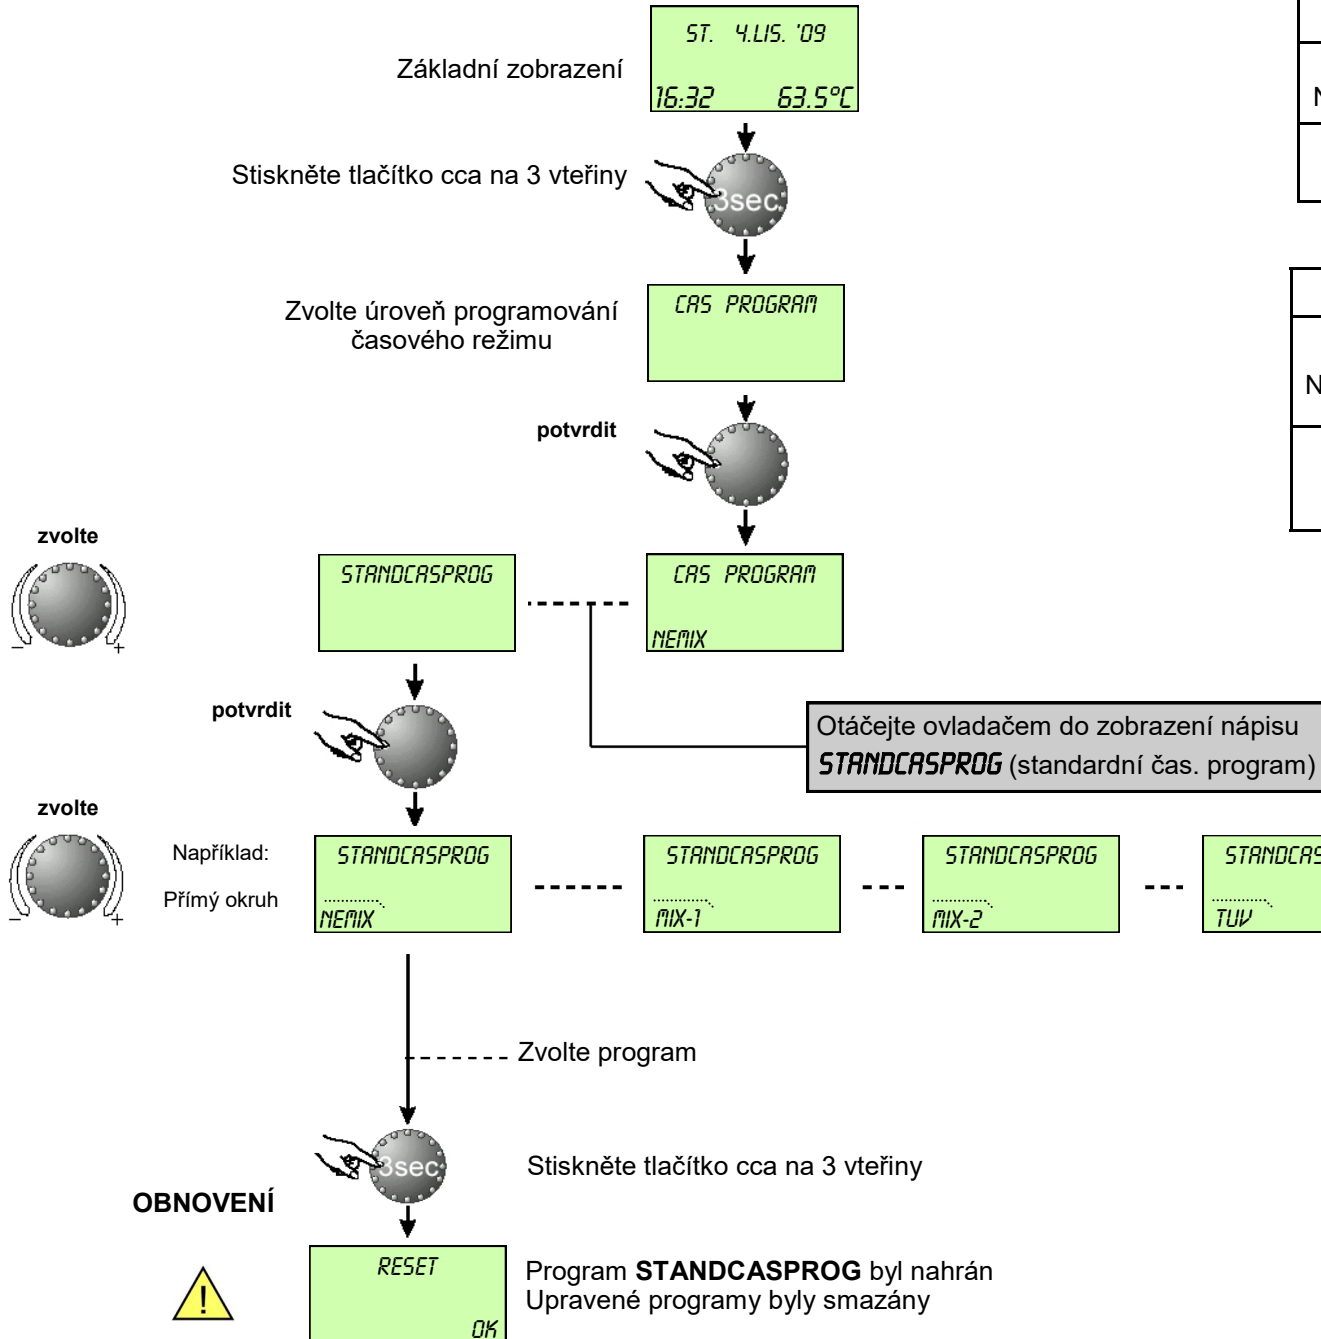 ST. 4.LIS. '09
Základní zobrazení
16:32 63.5°C
Stiskněte tlačítko cca na 3 vteřiny
3sec
Zvolte úroveň programování
časového režimu
CAS PROGRAM
potvrdit
zvolte
STANDCASPROG
CAS PROGRAM
NEMIX
- +
potvrdit
Otáčejte ovladačem do zobrazení nápisu
STANDCASPROG (standardní čas. program)
zvolte
Například:
Přímý okruh
- +
STANDCASPROG
NEMIX
STANDCASPROG
MIX-1
STANDCASPROG
MIX-2
STANDCAS
TUV
Zvolte program
3sec
Stiskněte tlačítko cca na 3 vteřiny
OBNOVENÍ
!
RESET
OK
Program STANDCASPROG byl nahrán
Upravené programy byly smazány
N
N